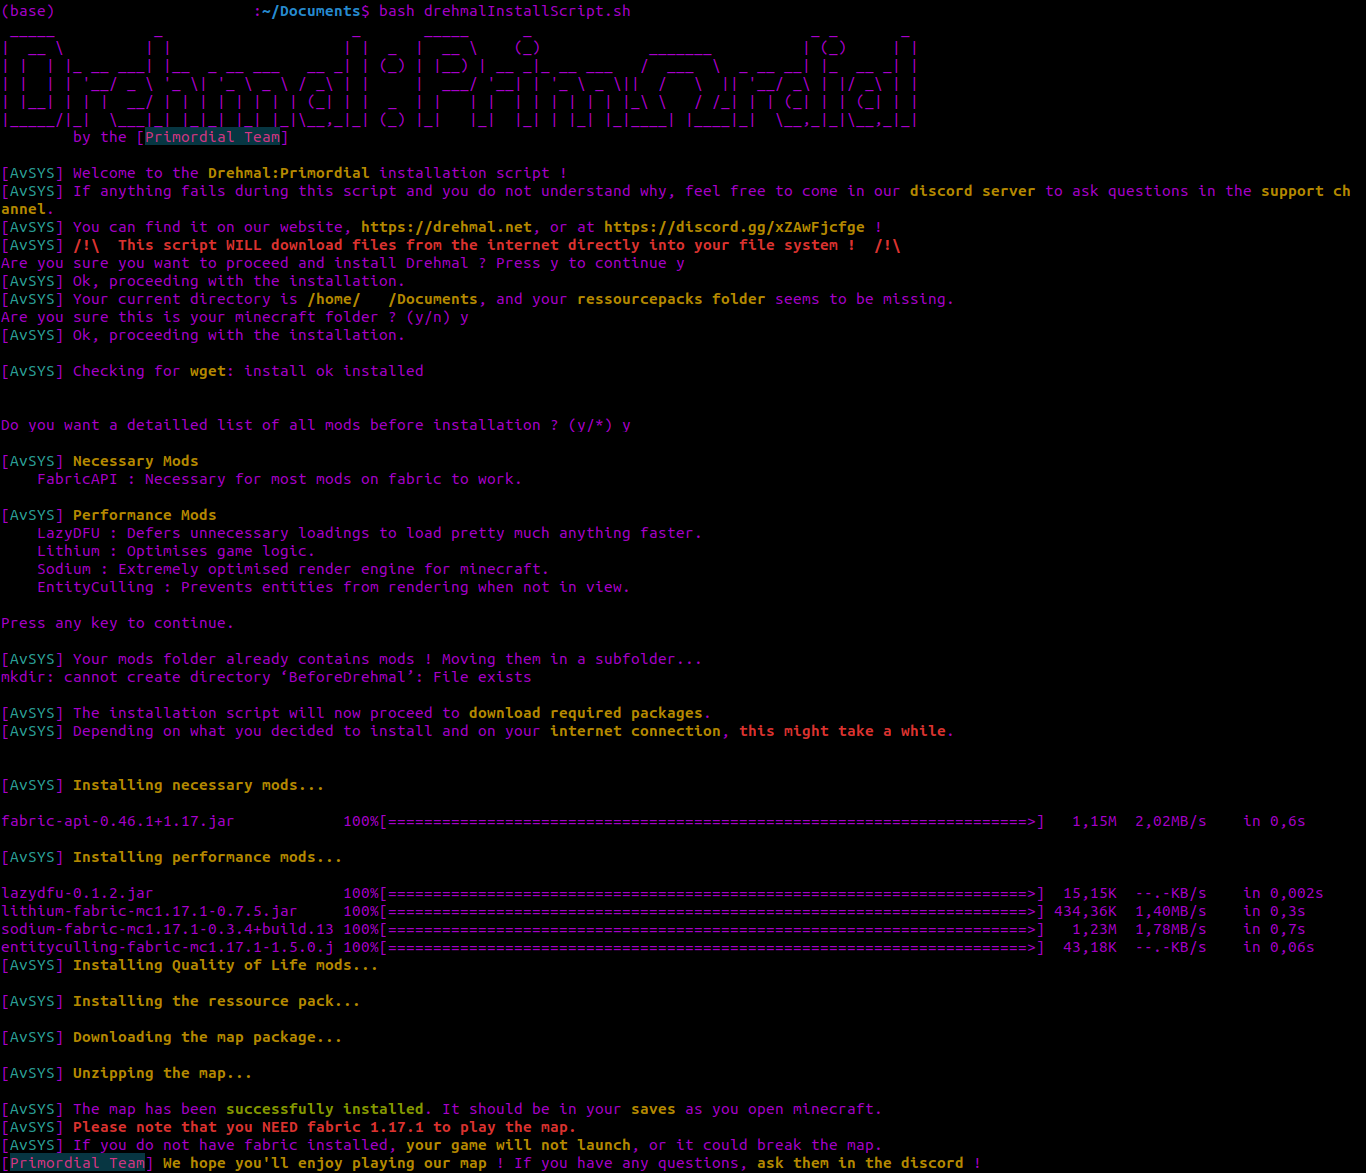 (base) :~/Documents$ bash drehmalInstallScript.sh
Drehmal:PrimΩrdial
by the [Primordial Team]
[AvSYS] Welcome to the Drehmal:Primordial installation script !
[AvSYS] If anything fails during this script and you do not understand why, feel free to come in our discord server to ask questions in the support ch
annel.
[AvSYS] You can find it on our website, https://drehmal.net, or at https://discord.gg/xZAwFjcfge !
[AvSYS] /!\  This script WILL download files from the internet directly into your file system !  /!\
Are you sure you want to proceed and install Drehmal ? Press y to continue y
[AvSYS] Ok, proceeding with the installation.
[AvSYS] Your current directory is /home/   /Documents, and your ressourcepacks folder seems to be missing.
Are you sure this is your minecraft folder ? (y/n) y
[AvSYS] Ok, proceeding with the installation.
[AvSYS] Checking for wget: install ok installed
Do you want a detailled list of all mods before installation ? (y/*) y
[AvSYS] Necessary Mods
FabricAPI : Necessary for most mods on fabric to work.
[AvSYS] Performance Mods
LazyDFU : Defers unnecessary loadings to load pretty much anything faster.
Lithium : Optimises game logic.
Sodium : Extremely optimised render engine for minecraft.
EntityCulling : Prevents entities from rendering when not in view.
Press any key to continue.
[AvSYS] Your mods folder already contains mods ! Moving them in a subfolder...
mkdir: cannot create directory ‘BeforeDrehmal’: File exists
[AvSYS] The installation script will now proceed to download required packages.
[AvSYS] Depending on what you decided to install and on your internet connection, this might take a while.
[AvSYS] Installing necessary mods...
fabric-api-0.46.1+1.17.jar 100%[=======================================================================>] 1,15M 2,02MB/s in 0,6s
[AvSYS] Installing performance mods...
lazydfu-0.1.2.jar 100%[=======================================================================>] 15,15K --.-KB/s in 0,002s
lithium-fabric-mc1.17.1-0.7.5.jar 100%[=======================================================================>] 434,36K 1,40MB/s in 0,3s
sodium-fabric-mc1.17.1-0.3.4+build.13 100%[=======================================================================>] 1,23M 1,78MB/s in 0,7s
entityculling-fabric-mc1.17.1-1.5.0.j 100%[=======================================================================>] 43,18K --.-KB/s in 0,06s
[AvSYS] Installing Quality of Life mods...
[AvSYS] Installing the ressource pack...
[AvSYS] Downloading the map package...
[AvSYS] Unzipping the map...
[AvSYS] The map has been successfully installed. It should be in your saves as you open minecraft.
[AvSYS] Please note that you NEED fabric 1.17.1 to play the map.
[AvSYS] If you do not have fabric installed, your game will not launch, or it could break the map.
[Primordial Team] We hope you'll enjoy playing our map ! If you have any questions, ask them in the discord !